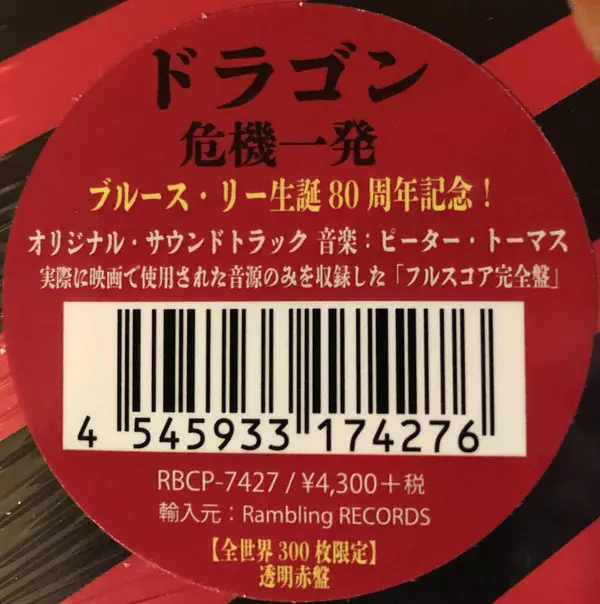 ドラゴン
危機一発
ブルース・リー生誕80周年記念！
オリジナル・サウンドトラック 音楽：ピーター・トーマス
実際に映画で使用された音源のみを収録した「フルスコア完全盤」
4 545933 174276
RBCP-7427 / ¥4,300＋税
輸入元：Rambling RECORDS
【全世界300枚限定】
透明赤盤